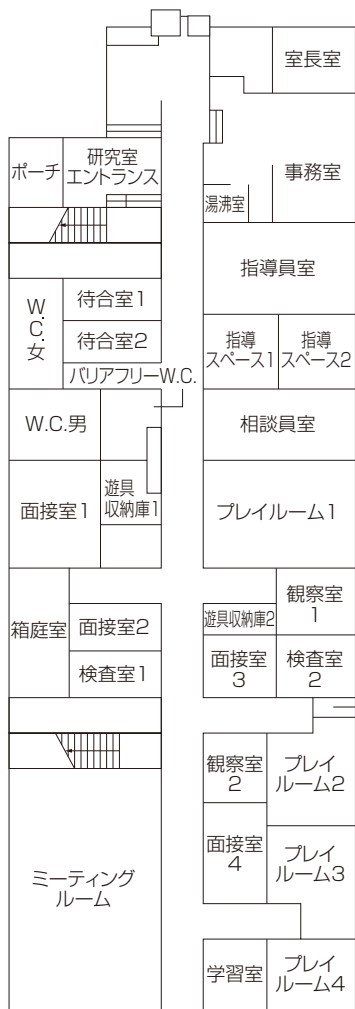 室長室
ポーチ
研究室
エントランス
事務室
湯沸室
指導員室
W.C.女
待合室1
待合室2
バリアフリーW.C.
指導
スペース1
指導
スペース2
W.C.男
相談員室
面接室1
遊具
収納庫1
プレイルーム1
箱庭室
面接室2
検査室1
遊具収納庫2
観察室
1
面接室
3
検査室
2
観察室
2
プレイ
ルーム2
面接室
4
プレイ
ルーム3
ミーティング
ルーム
学習室
プレイ
ルーム4